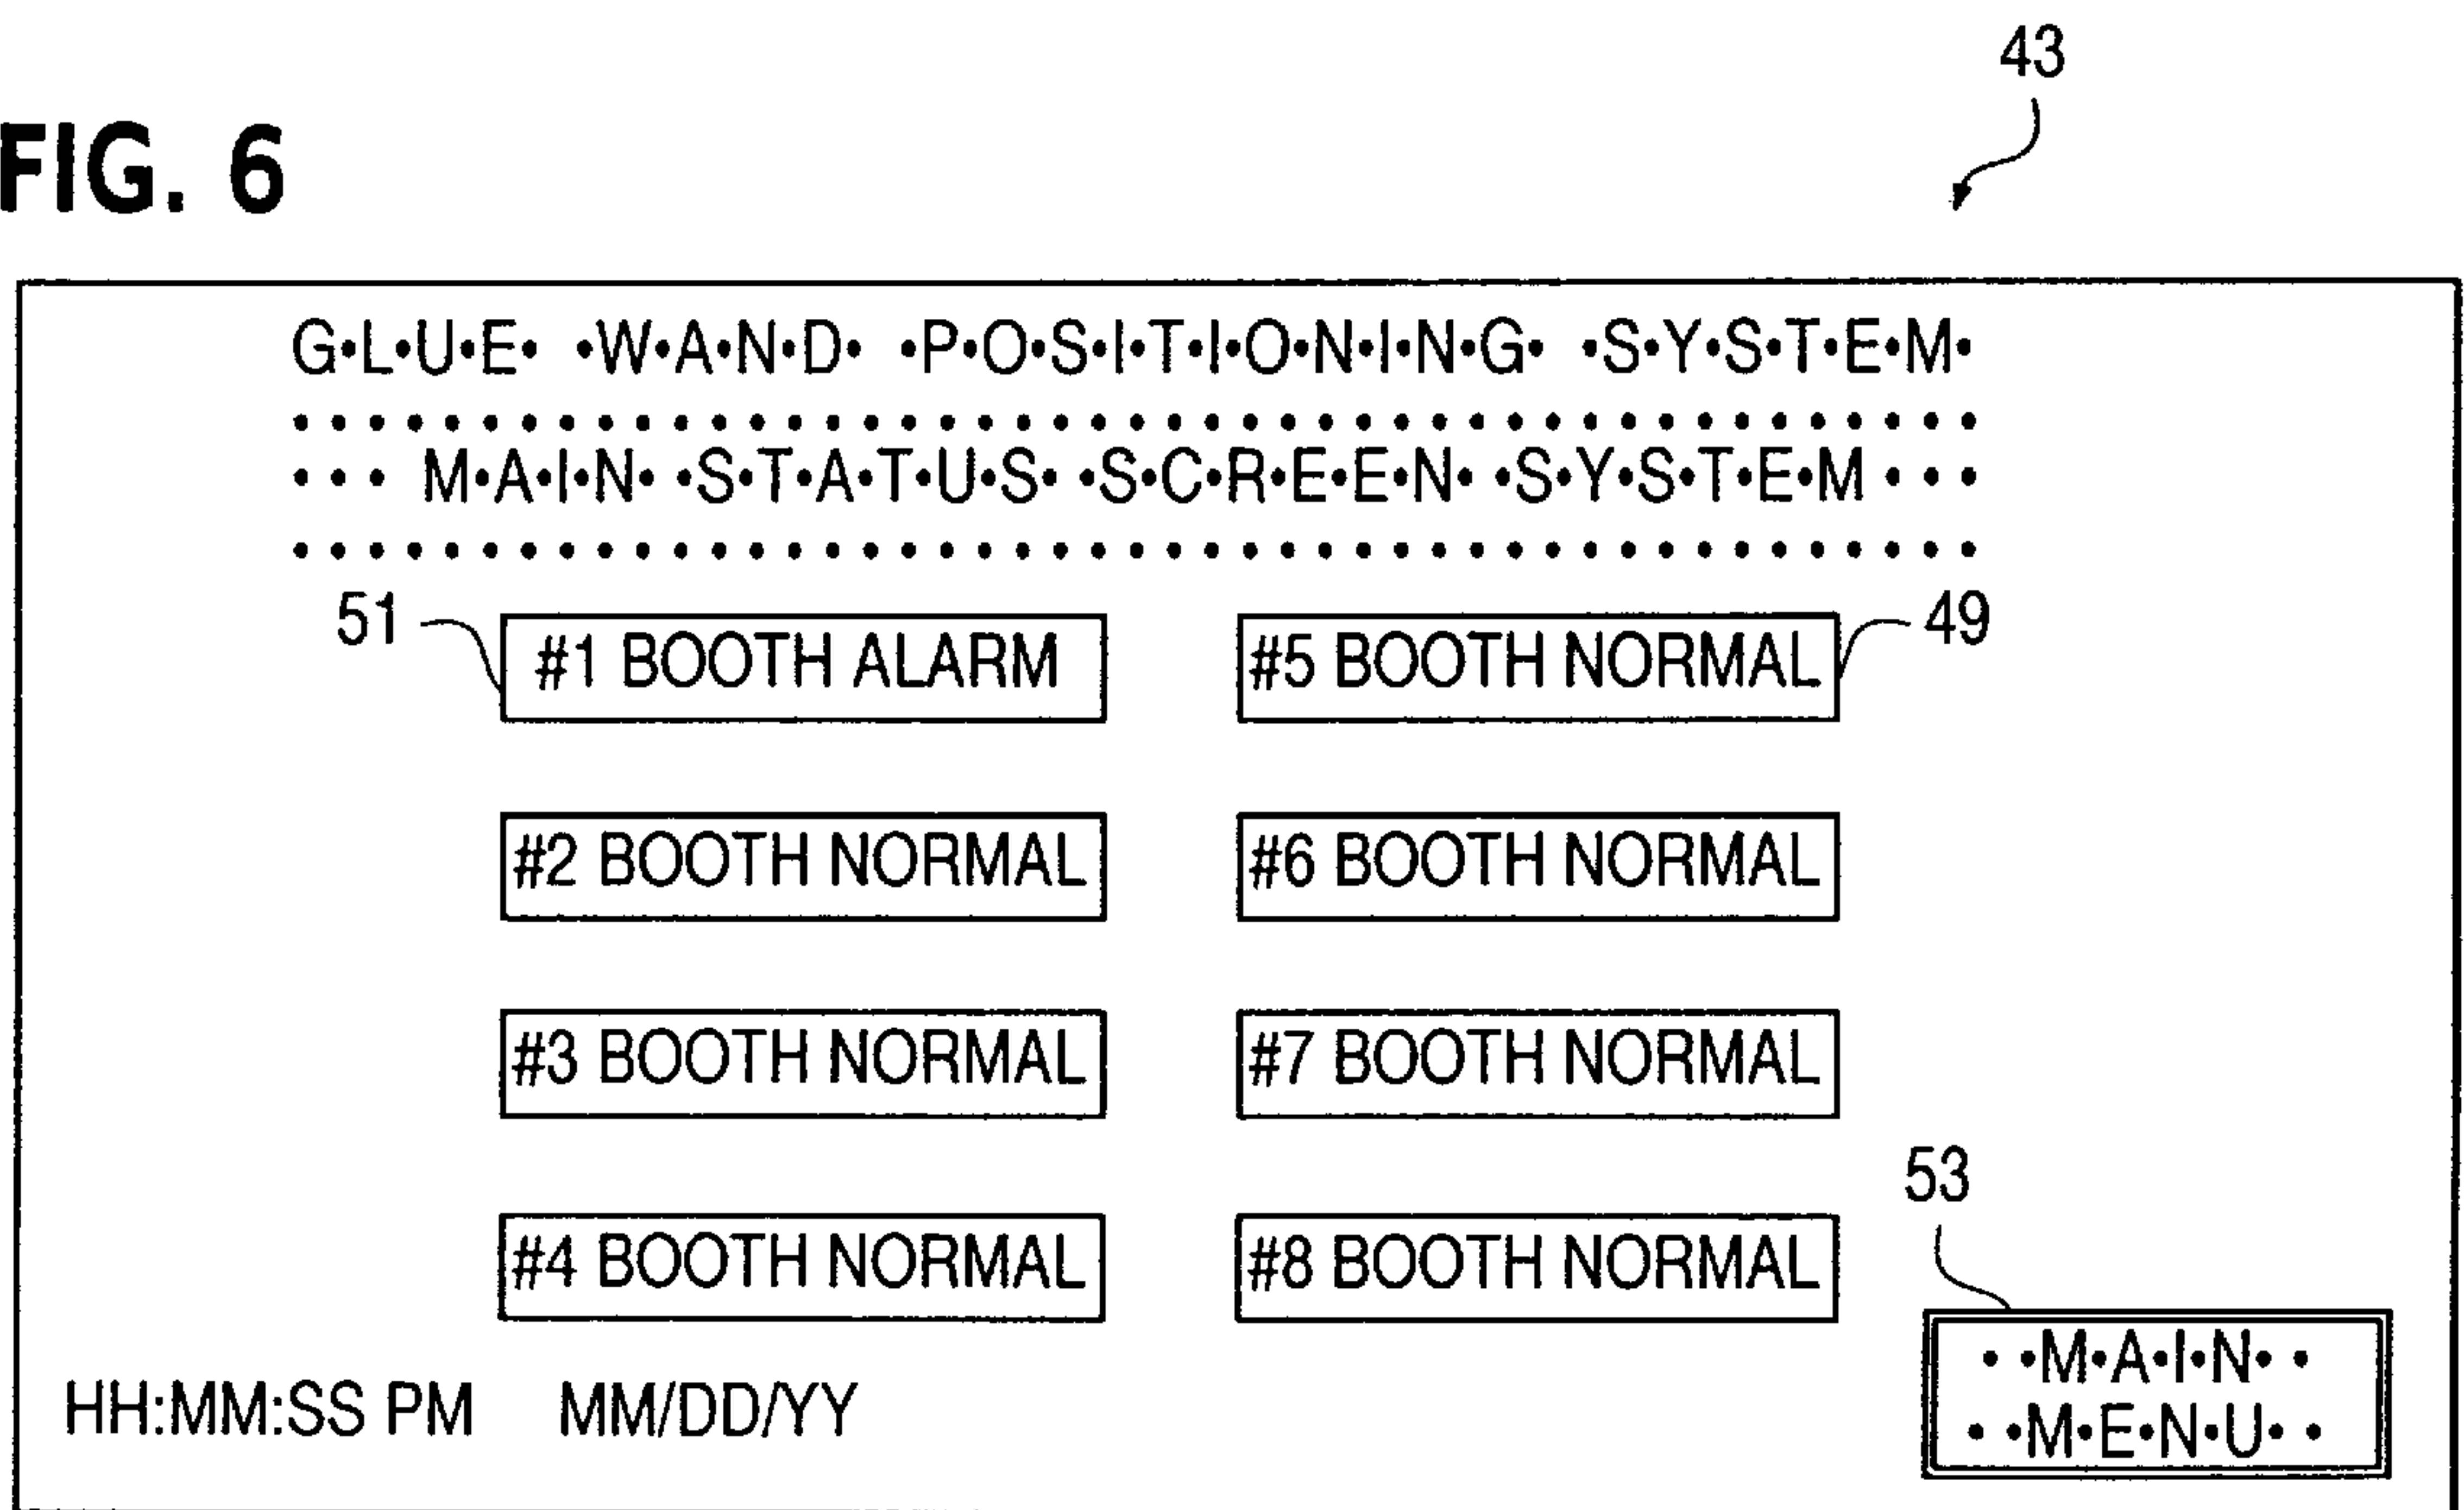 43
FIG. 6
G•L•U•E• •W•A•N•D• •P•O•S•I•T•I•O•N•I•N•G• •S•Y•S•T•E•M•
• • • M•A•I•N• •S•T•A•T•U•S• •S•C•R•E•E•N• •S•Y•S•T•E•M • • •
51 #1 BOOTH ALARM #5 BOOTH NORMAL 49
#2 BOOTH NORMAL #6 BOOTH NORMAL
#3 BOOTH NORMAL #7 BOOTH NORMAL
53
#4 BOOTH NORMAL #8 BOOTH NORMAL
• •M•A•I•N• •
HH:MM:SS PM MM/DD/YY
• •M•E•N•U• •